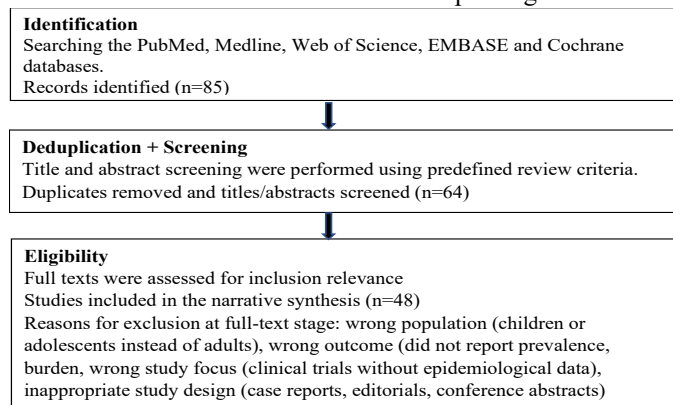 Identification
Searching the PubMed, Medline, Web of Science, EMBASE and Cochrane
databases.
Records identified (n=85)
Deduplication + Screening
Title and abstract screening were performed using predefined review criteria.
Duplicates removed and titles/abstracts screened (n=64)
Eligibility
Full texts were assessed for inclusion relevance
Studies included in the narrative synthesis (n=48)
Reasons for exclusion at full-text stage: wrong population (children or
adolescents instead of adults), wrong outcome (did not report prevalence,
burden, wrong study focus (clinical trials without epidemiological data),
inappropriate study design (case reports, editorials, conference abstracts)